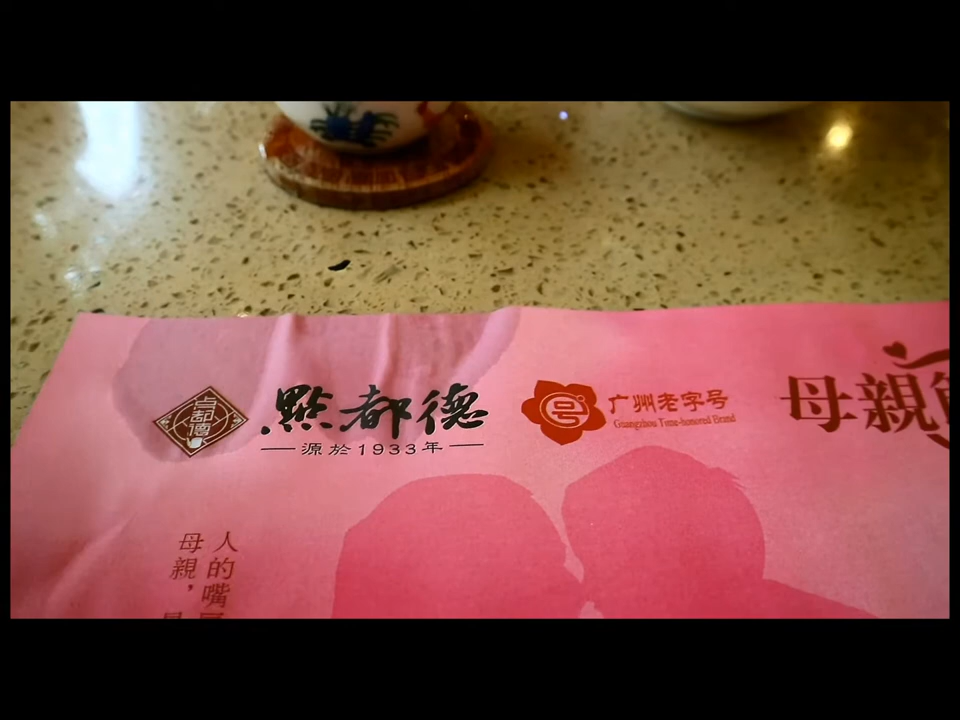 點都德
源於1933年
广州老字号
Guangzhou Time-honored Brand
母親
人的嘴
母親，